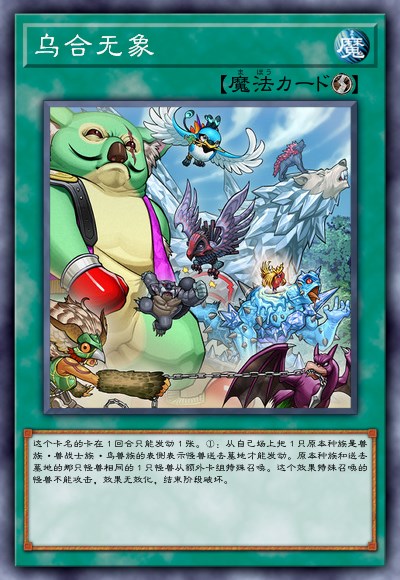 乌合无象
魔
【魔法カード】
ま ほう
这个卡名的卡在1回合只能发动1张。①：从自己场上把1只原本种族是兽
族·兽战士族·鸟兽族的表侧表示怪兽送去墓地才能发动。原本种族和送去
墓地的那只怪兽相同的1只怪兽从额外卡组特殊召唤。这个效果特殊召唤的
怪兽不能攻击，效果无效化，结束阶段破坏。